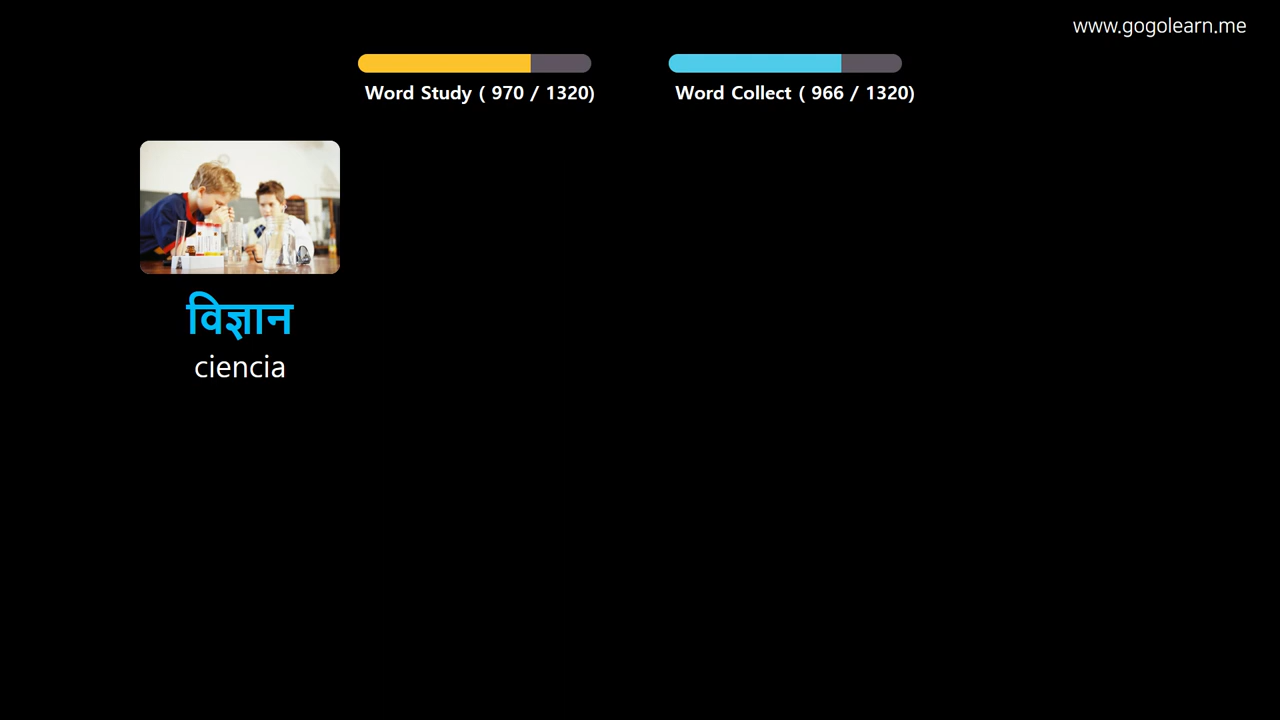 www.gogolearn.me
Word Study ( 970 / 1320)
Word Collect ( 966 / 1320)
विज्ञान
ciencia